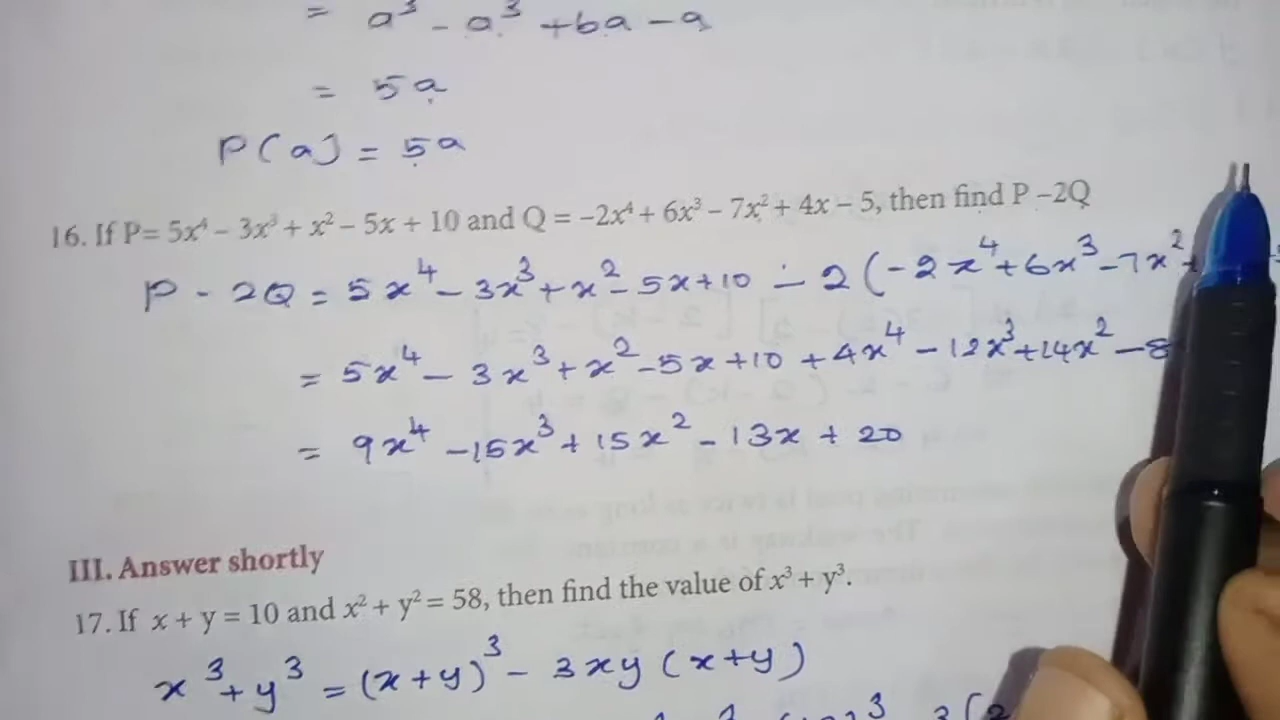 = a³ - a³ + 6a - a
= 5a
P(a) = 5a
16. If P= 5x⁴ – 3x³ + x² – 5x + 10 and Q = –2x⁴ + 6x³ – 7x² + 4x – 5, then find P –2Q
P - 2Q = 5x⁴ - 3x³ + x² - 5x + 10 - 2(-2x⁴ + 6x³ - 7x² +
= 5x⁴ - 3x³ + x² - 5x + 10 + 4x⁴ - 12x³ + 14x² - 8
= 9x⁴ - 15x³ + 15x² - 13x + 20
III. Answer shortly
17. If x + y = 10 and x² + y² = 58, then find the value of x³ + y³.
x³ + y³ = (x+y)³ - 3xy(x+y)